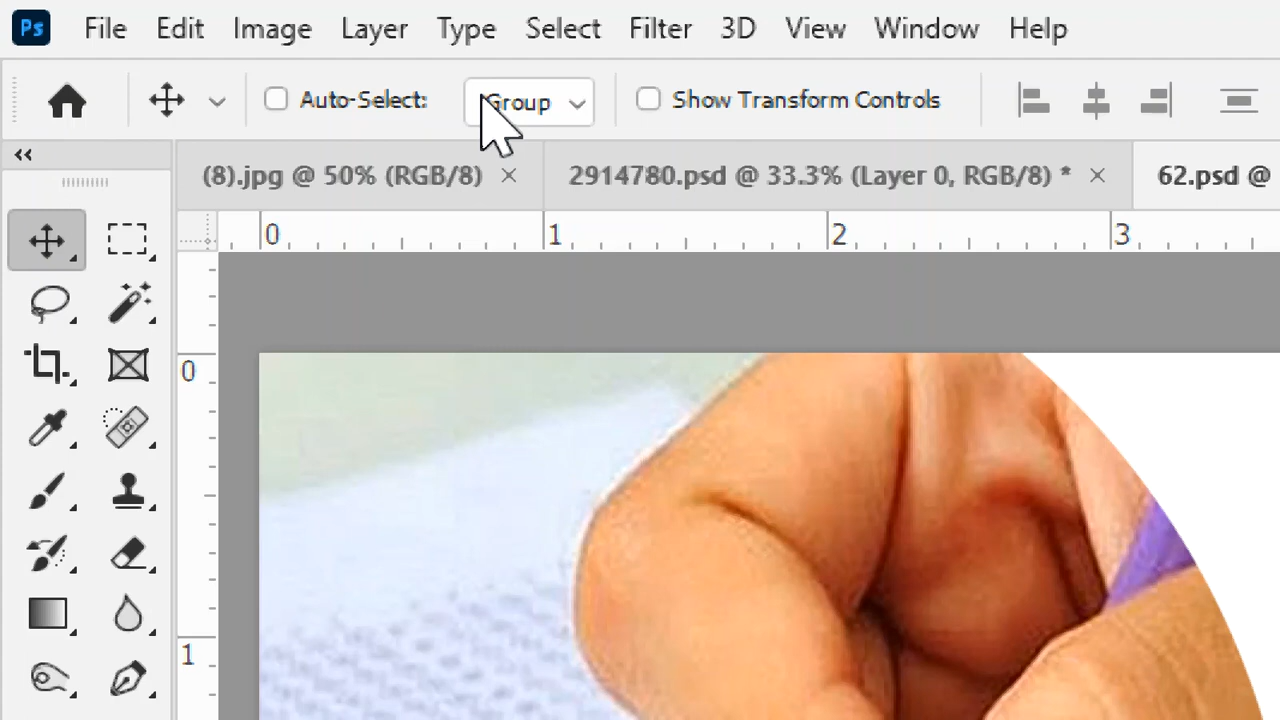 Ps File Edit Image Layer Type Select Filter 3D View Window Help
Auto-Select: Group Show Transform Controls
(8).jpg @ 50% (RGB/8) × 2914780.psd @ 33.3% (Layer 0, RGB/8) * × 62.psd @
0 1 2 3
0
1